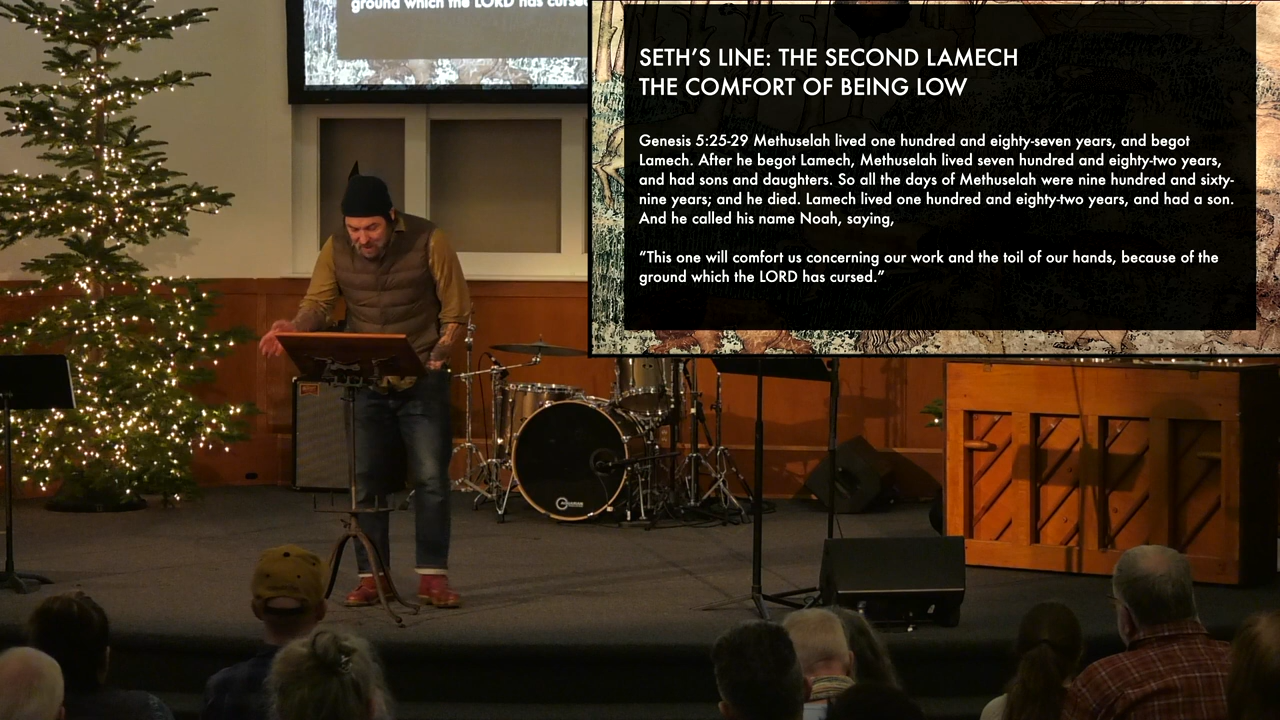 ground which the LORD has cursed
SETH'S LINE: THE SECOND LAMECH
THE COMFORT OF BEING LOW
Genesis 5:25-29 Methuselah lived one hundred and eighty-seven years, and begot
Lamech. After he begot Lamech, Methuselah lived seven hundred and eighty-two years,
and had sons and daughters. So all the days of Methuselah were nine hundred and sixty-
nine years; and he died. Lamech lived one hundred and eighty-two years, and had a son.
And he called his name Noah, saying,
“This one will comfort us concerning our work and the toil of our hands, because of the
ground which the LORD has cursed.”